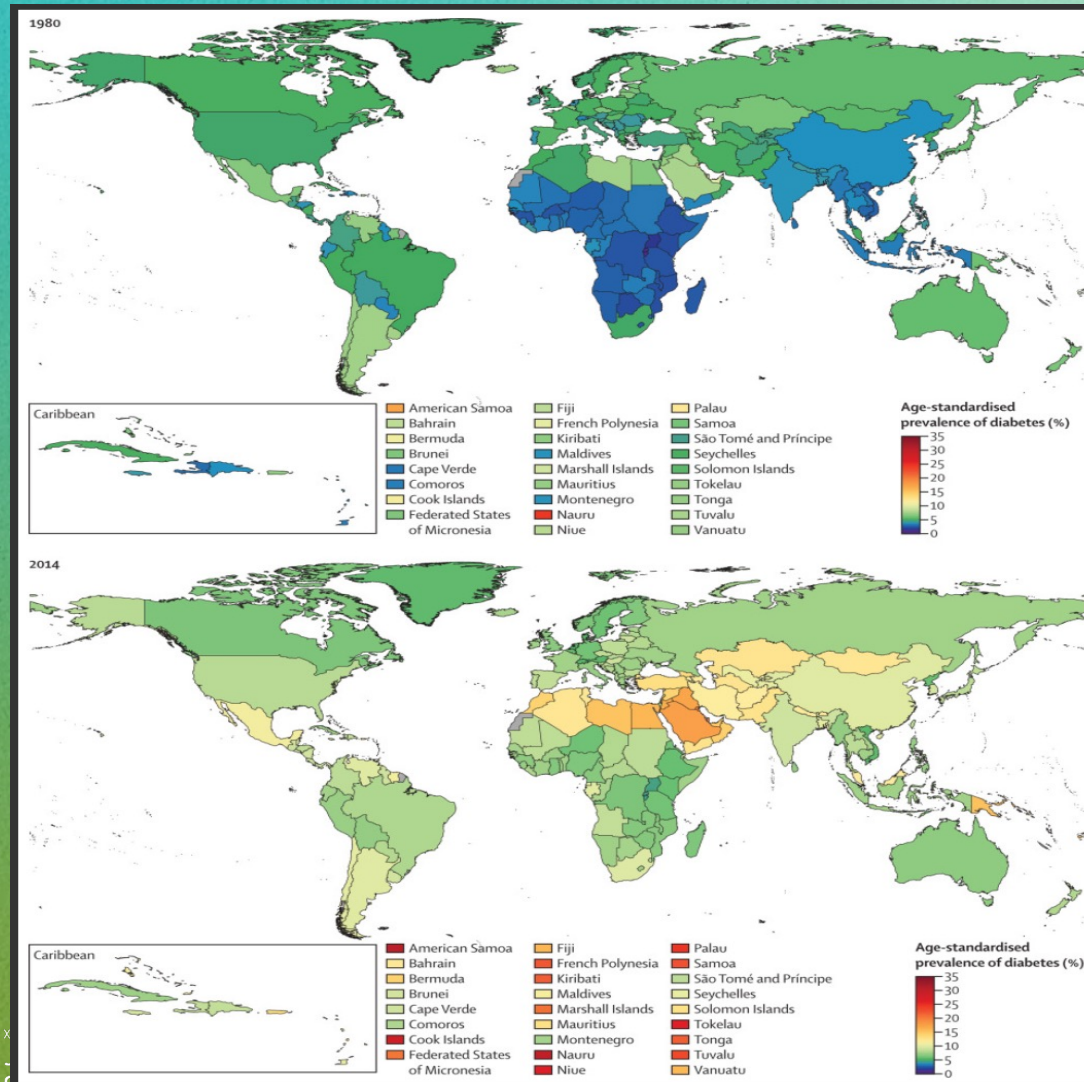 1980
Caribbean
American Samoa
Bahrain
Bermuda
Brunei
Cape Verde
Comoros
Cook Islands
Federated States
of Micronesia
Fiji
French Polynesia
Kiribati
Maldives
Marshall Islands
Mauritius
Montenegro
Nauru
Niue
Palau
Samoa
São Tomé and Príncipe
Seychelles
Solomon Islands
Tokelau
Tonga
Tuvalu
Vanuatu
Age-standardised
prevalence of diabetes (%)
35
30
25
20
15
10
5
0
2014
Caribbean
American Samoa
Bahrain
Bermuda
Brunei
Cape Verde
Comoros
Cook Islands
Federated States
of Micronesia
Fiji
French Polynesia
Kiribati
Maldives
Marshall Islands
Mauritius
Montenegro
Nauru
Niue
Palau
Samoa
São Tomé and Príncipe
Seychelles
Solomon Islands
Tokelau
Tonga
Tuvalu
Vanuatu
Age-standardised
prevalence of diabetes (%)
35
30
25
20
15
10
5
0